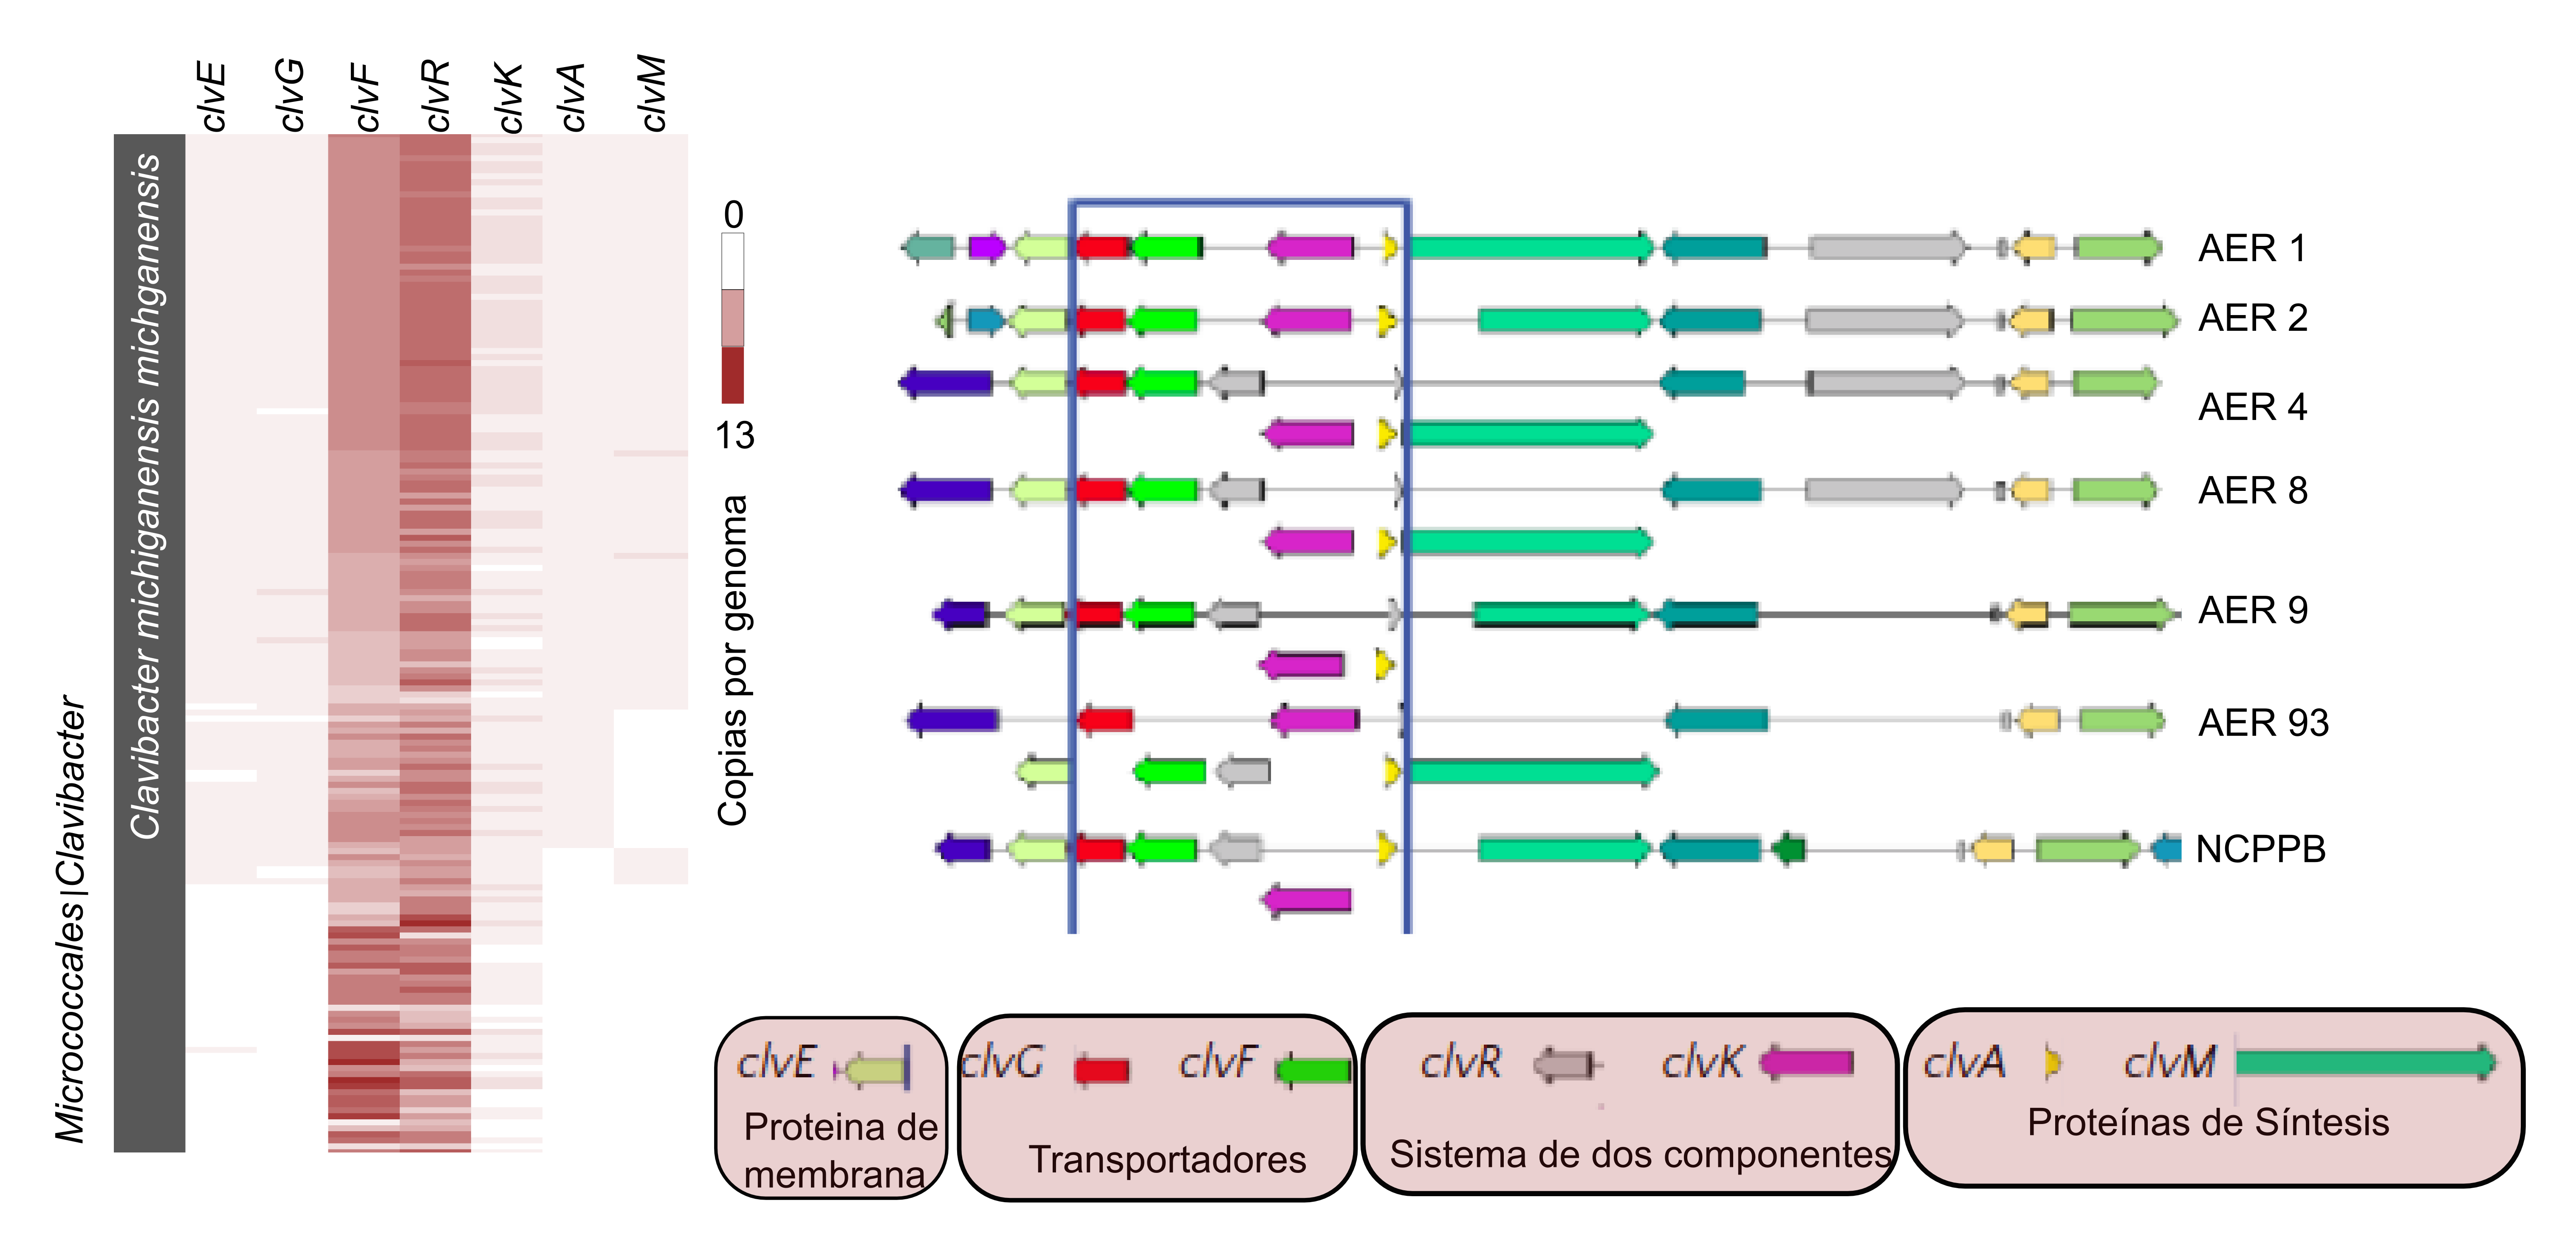 clvE
clvG
clvF
clvR
clvK
clvA
clvM
Clavibacter michiganensis michganensis
Micrococcales|Clavibacter
0
13
Copias por genoma
AER 1
AER 2
AER 4
AER 8
AER 9
AER 93
NCPPB
clvE
Proteina de
membrana
clvG clvF
Transportadores
clvR clvK
Sistema de dos componentes
clvA clvM
Proteínas de Síntesis